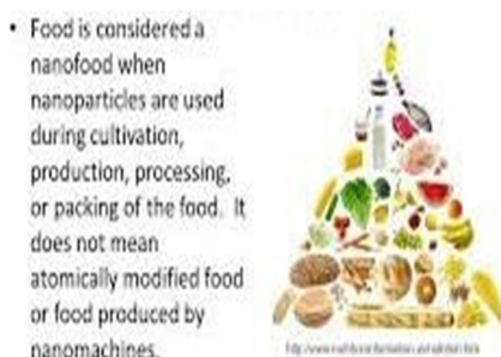 • Food is considered a
nanofood when
nanoparticles are used
during cultivation,
production, processing,
or packing of the food. It
does not mean
atomically modified food
or food produced by
nanomachines.